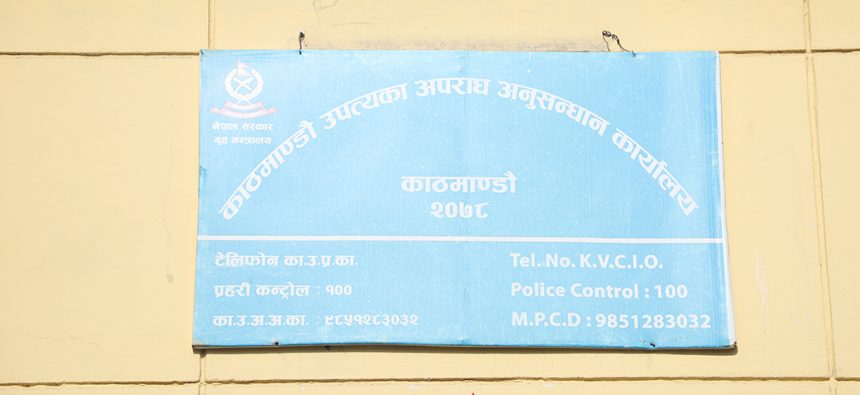 नेपाल सरकार
गृह मन्त्रालय
काठमाण्डौ उपत्यका अपराध अनुसन्धान कार्यालय
काठमाण्डौ
२०७८
टेलिफोन का.उ.प्र.का.
प्रहरी कन्ट्रोल : १००
का.उ.अ.अ.का. : ९८५१२८३०३२
Tel. No. K.V.C.I.O.
Police Control : 100
M.P.C.D : 9851283032